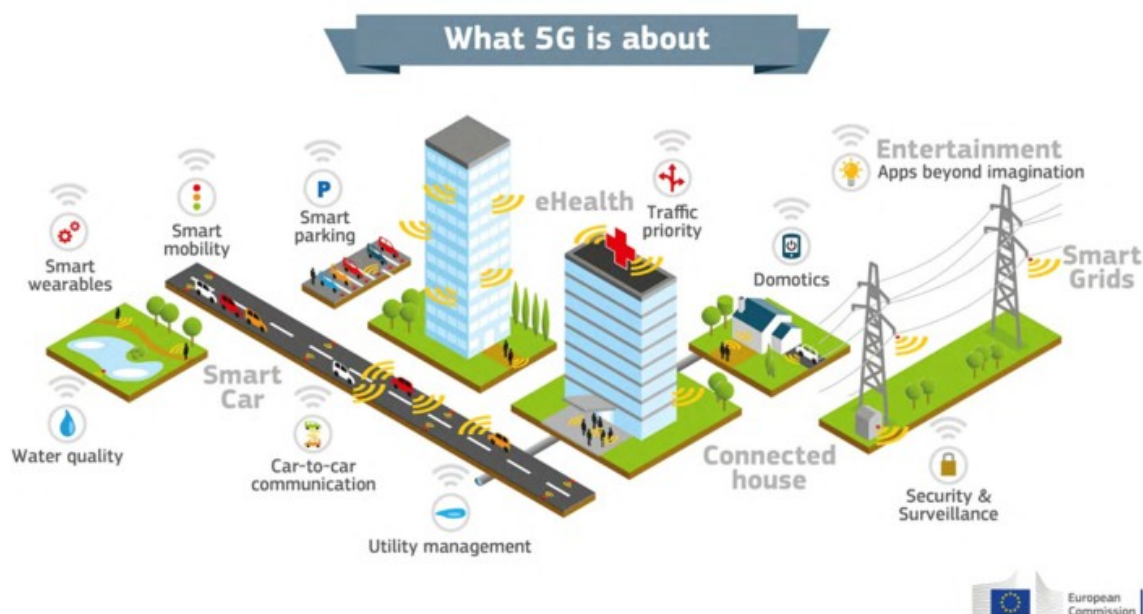 What 5G is about
Entertainment
Apps beyond imagination
eHealth
Traffic
priority
Smart
parking
Smart
mobility
Smart
wearables
Domotics
Smart
Grids
Smart
Car
Water quality
Car-to-car
communication
Connected
house
Security &
Surveillance
Utility management
P
European
Commission